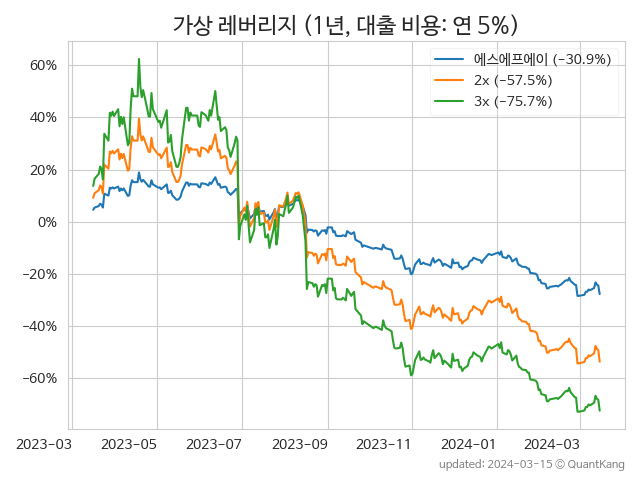 가상 레버리지 (1년, 대출 비용: 연 5%)
에스에프에이 (−30.9%)
2x (−57.5%)
3x (−75.7%)
60%
40%
20%
0%
−20%
−40%
−60%
2023-03 2023-05 2023-07 2023-09 2023-11 2024-01 2024-03
updated: 2024-03-15 © QuantKang